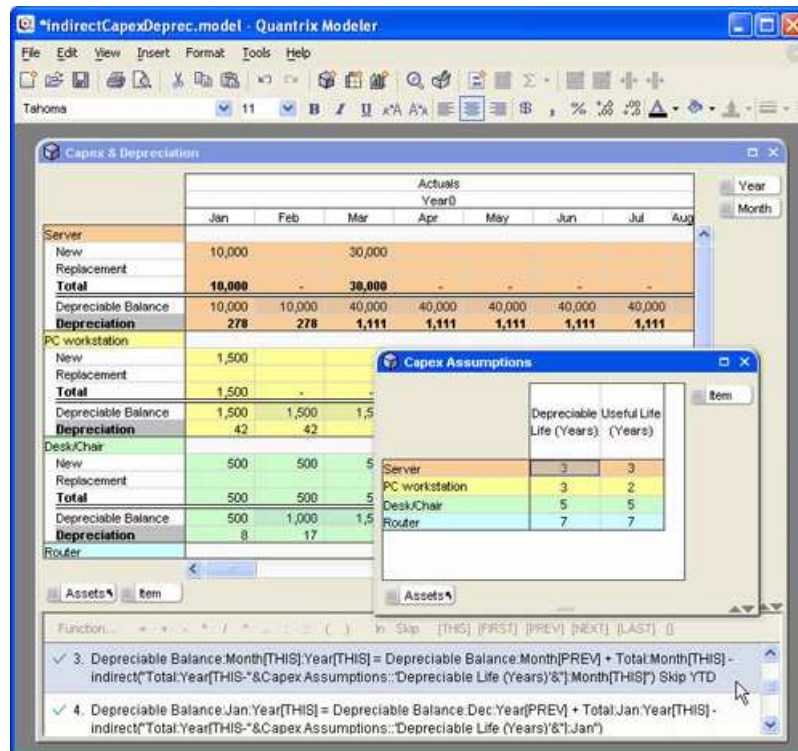 *indirectCapexDeprec.model - Quantrix Modeler
File Edit View Insert Format Tools Help
Tahoma 11 B I U
Capex & Depreciation
Actuals
Year0
Year
Month
Jan Feb Mar Apr May Jun Jul Aug
Server
New 10,000 30,000
Replacement
Total 10,000 - 30,000 - - - -
Depreciable Balance 10,000 10,000 40,000 40,000 40,000 40,000 40,000
Depreciation 278 278 1,111 1,111 1,111 1,111 1,111
PC workstation
New 1,500
Replacement
Total 1,500 - -
Depreciable Balance 1,500 1,500 1,5
Depreciation 42 42
Desk/Chair
New 500 500 5
Replacement
Total 500 500 5
Depreciable Balance 500 1,000 1,5
Depreciation 8 17
Router
Assets Item
Capex Assumptions
Item
Depreciable Useful Life
Life (Years) (Years)
Server 3 3
PC workstation 3 2
Desk/Chair 5 5
Router 7 7
Assets
Function... + + - * / ^ .. : :: ( ) In Skip [THIS] [FIRST] [PREV] [NEXT] [LAST] []
3. Depreciable Balance:Month[THIS]:Year[THIS] = Depreciable Balance:Month[PREV] + Total:Month[THIS] -
indirect("Total:Year[THIS-"&Capex Assumptions::'Depreciable Life (Years)'&"]:Month[THIS]") Skip YTD
4. Depreciable Balance:Jan:Year[THIS] = Depreciable Balance:Dec:Year[PREV] + Total:Jan:Year[THIS] -
indirect("Total:Year[THIS-"&Capex Assumptions::'Depreciable Life (Years)'&"]:Jan")